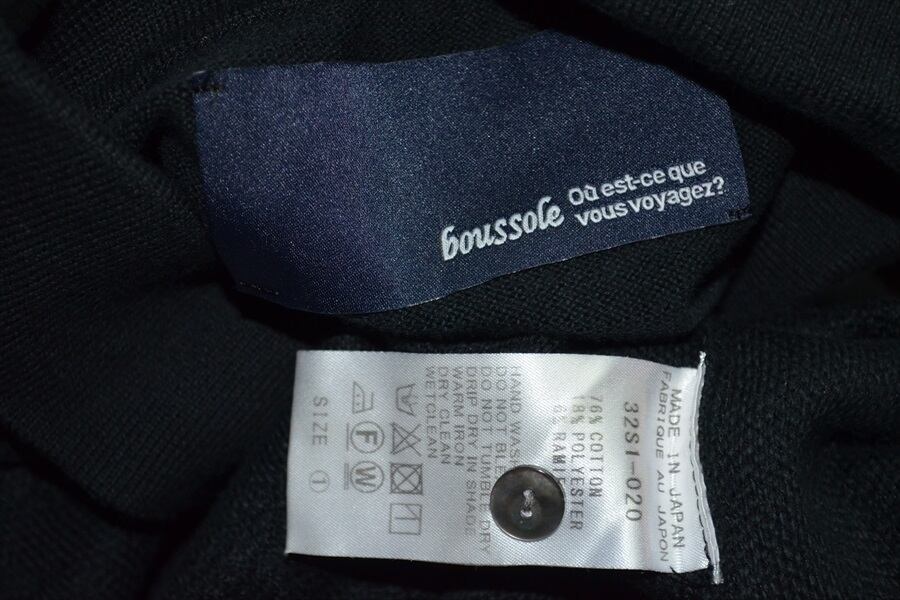 boussole
Où est-ce que
vous voyagez?
MADE IN JAPAN
FABRIQUE AU JAPON
32S1-020
76% COTTON
18% POLYESTER
6% RAMIE
HAND WASH
DO NOT BLE
DO NOT TUMBLE DRY
DRIP DRY IN SHADE
WARM IRON
DRY CLEAN
WETCLEAN
F W
SIZE 1